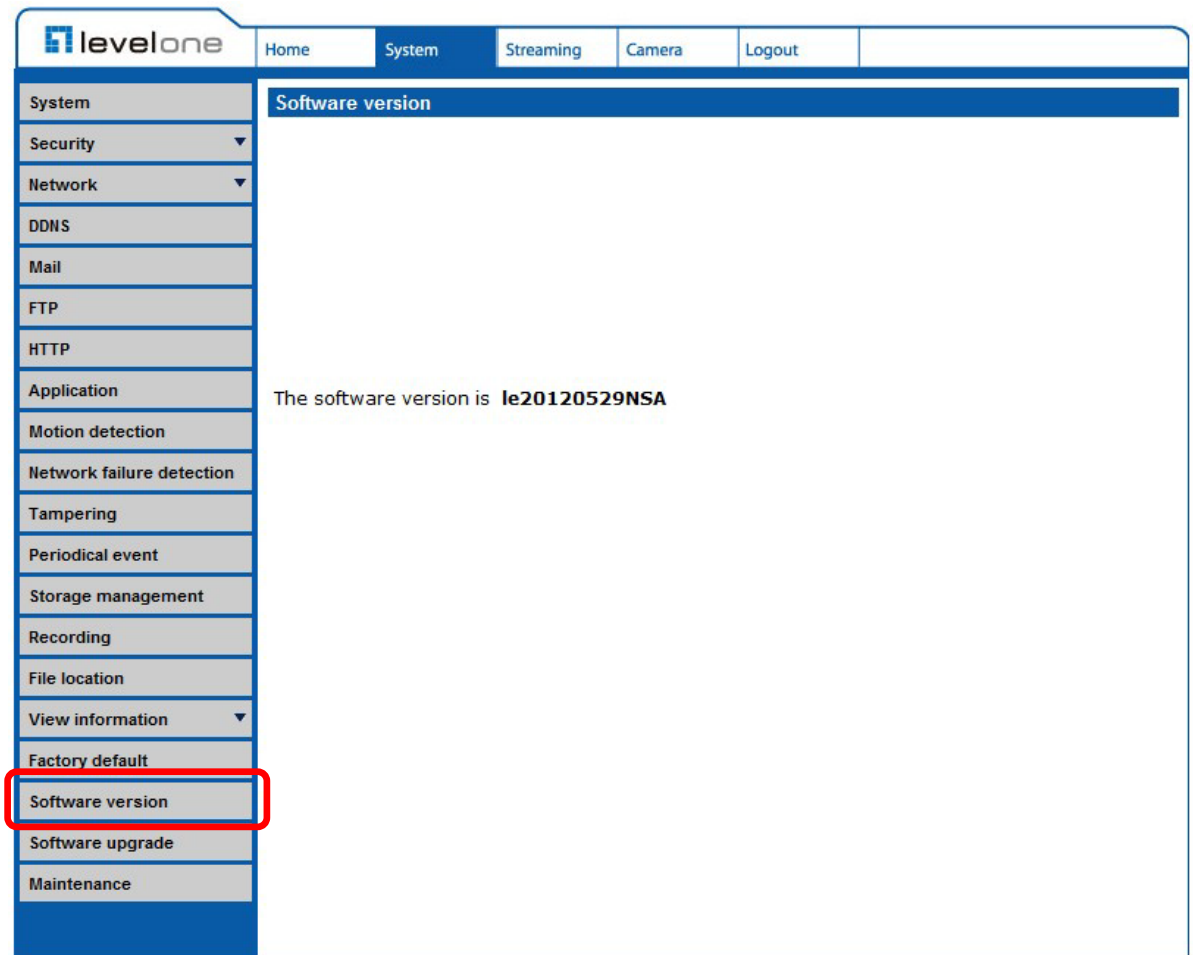 levelone
Home System Streaming Camera Logout
System
Security
Network
DDNS
Mail
FTP
HTTP
Application
Motion detection
Network failure detection
Tampering
Periodical event
Storage management
Recording
File location
View information
Factory default
Software version
Software upgrade
Maintenance
Software version
The software version is le20120529NSA